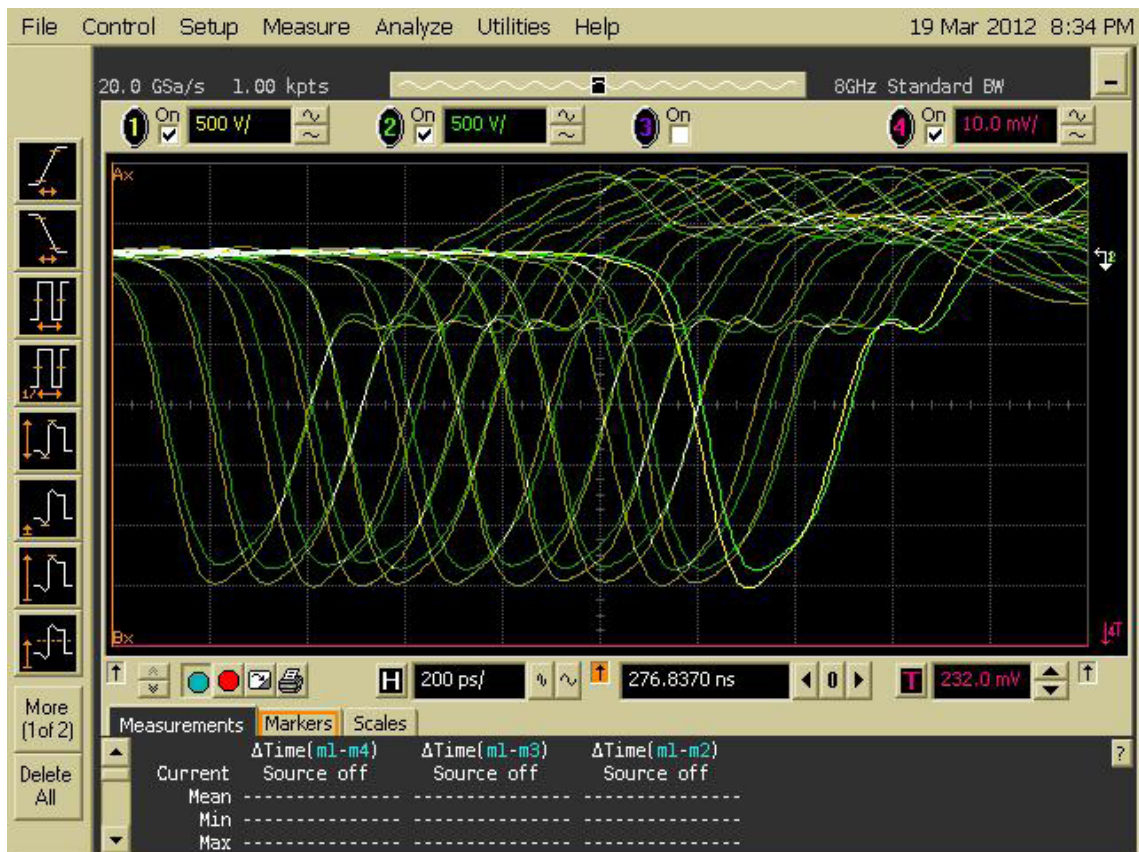 File Control Setup Measure Analyze Utilities Help 19 Mar 2012 8:34 PM
20.0 GSa/s 1.00 kpts 8GHz Standard BW
1 On 500 V/ 2 On 500 V/ 3 On 4 On 10.0 mV/
Ax
2
Bx
T
H 200 ps/ 276.8370 ns 0 T 232.0 mV
More
(1of 2)
Delete
All
Measurements Markers Scales
ΔTime(m1-m4) ΔTime(m1-m3) ΔTime(m1-m2) ?
Current Source off Source off Source off
Mean --------------- --------------- ---------------
Min --------------- --------------- ---------------
Max --------------- --------------- ---------------